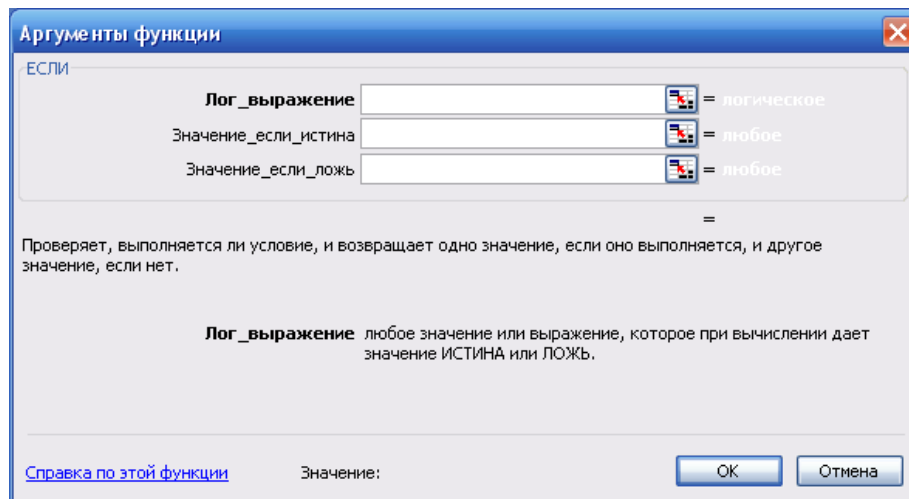 Аргументы функции
ЕСЛИ
Лог_выражение = логическое
Значение_если_истина = любое
Значение_если_ложь = любое
=
Проверяет, выполняется ли условие, и возвращает одно значение, если оно выполняется, и другое
значение, если нет.
Лог_выражение любое значение или выражение, которое при вычислении дает
значение ИСТИНА или ЛОЖЬ.
Справка по этой функции Значение: ОК Отмена